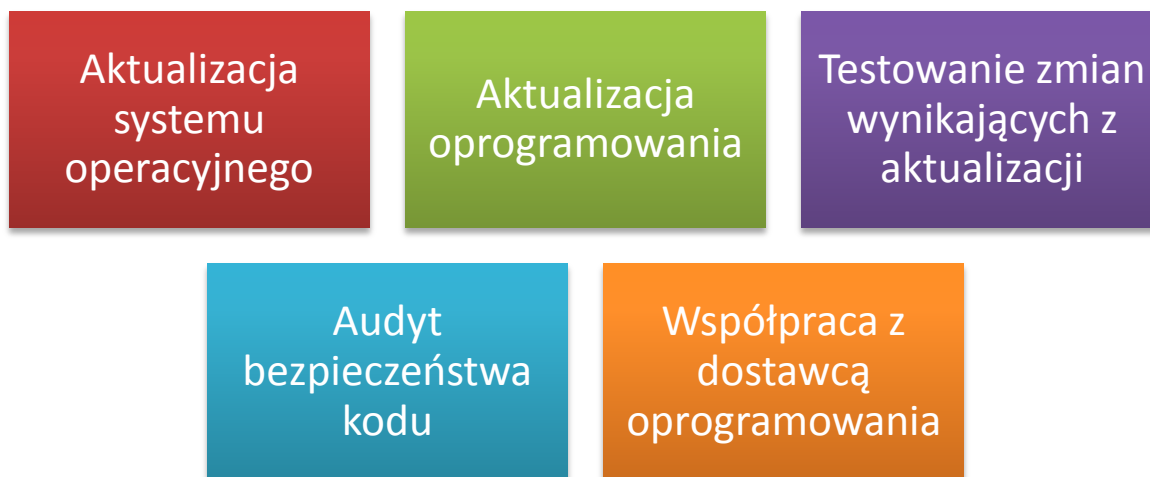 Aktualizacja
systemu
operacyjnego
Aktualizacja
oprogramowania
Testowanie zmian
wynikających z
aktualizacji
Audyt
bezpieczeństwa
kodu
Współpraca z
dostawcą
oprogramowania